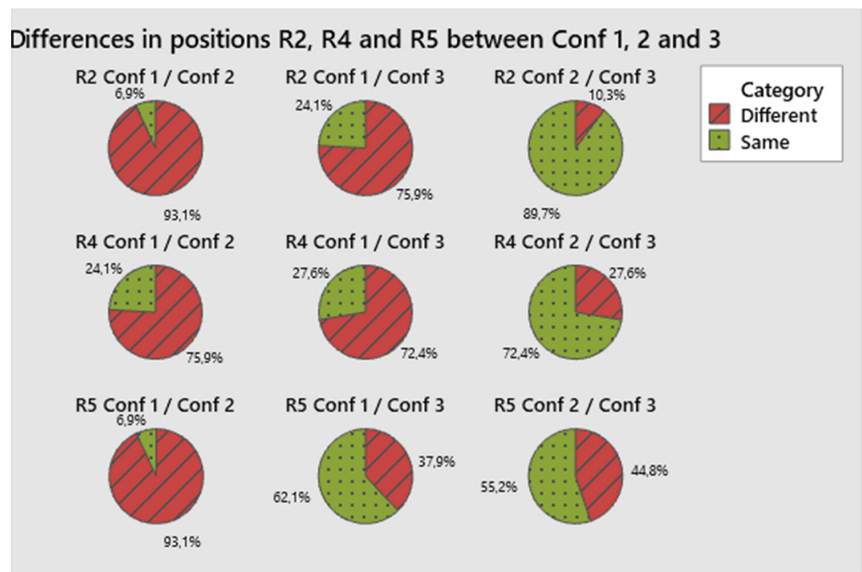 Differences in positions R2, R4 and R5 between Conf 1, 2 and 3
R2 Conf 1 / Conf 2
6,9%
93,1%
R2 Conf 1 / Conf 3
24,1%
75,9%
R2 Conf 2 / Conf 3
10,3%
89,7%
Category
Different
Same
R4 Conf 1 / Conf 2
24,1%
75,9%
R4 Conf 1 / Conf 3
27,6%
72,4%
R4 Conf 2 / Conf 3
27,6%
72,4%
R5 Conf 1 / Conf 2
6,9%
93,1%
R5 Conf 1 / Conf 3
37,9%
62,1%
R5 Conf 2 / Conf 3
44,8%
55,2%